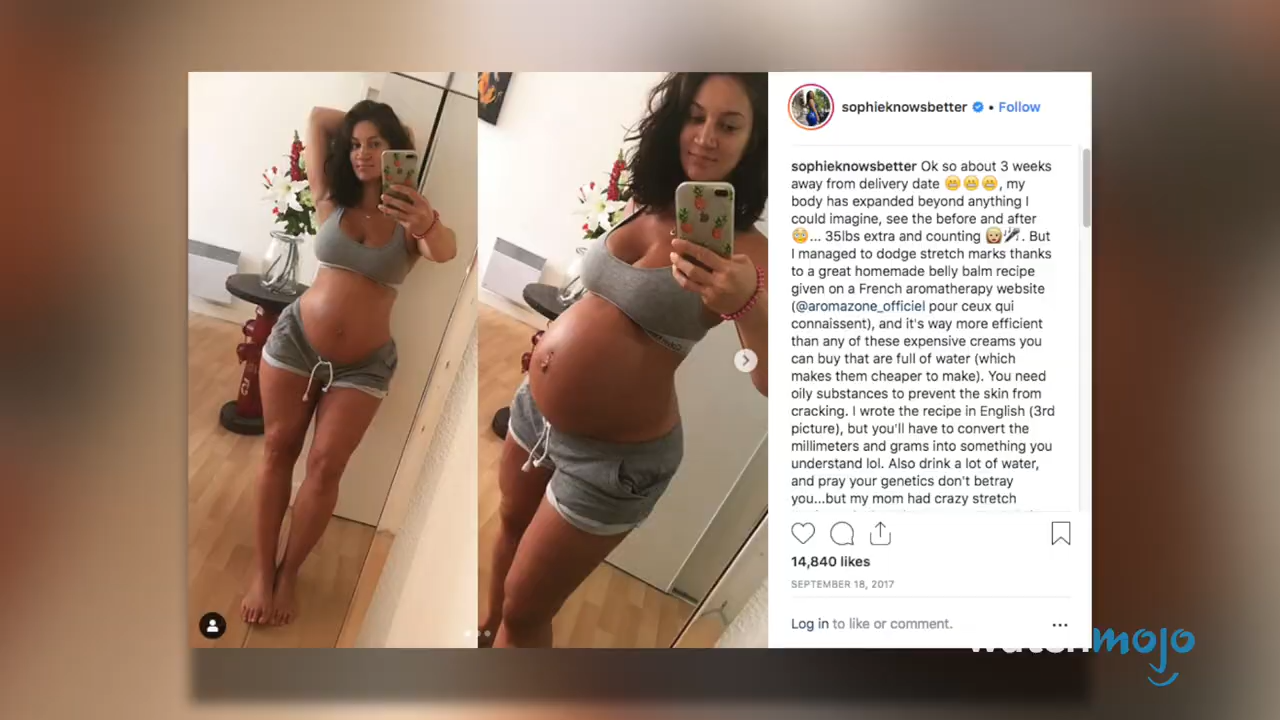 sophieknowsbetter • Follow
sophieknowsbetter Ok so about 3 weeks
away from delivery date 😁😁😁, my
body has expanded beyond anything I
could imagine, see the before and after
😳... 35lbs extra and counting 👩🏼‍🎤. But
I managed to dodge stretch marks thanks
to a great homemade belly balm recipe
given on a French aromatherapy website
(@aromazone_officiel pour ceux qui
connaissent), and it's way more efficient
than any of these expensive creams you
can buy that are full of water (which
makes them cheaper to make). You need
oily substances to prevent the skin from
cracking. I wrote the recipe in English (3rd
picture), but you'll have to convert the
millimeters and grams into something you
understand lol. Also drink a lot of water,
and pray your genetics don't betray
you...but my mom had crazy stretch
14,840 likes
SEPTEMBER 18, 2017
Log in to like or comment.
watchmojo